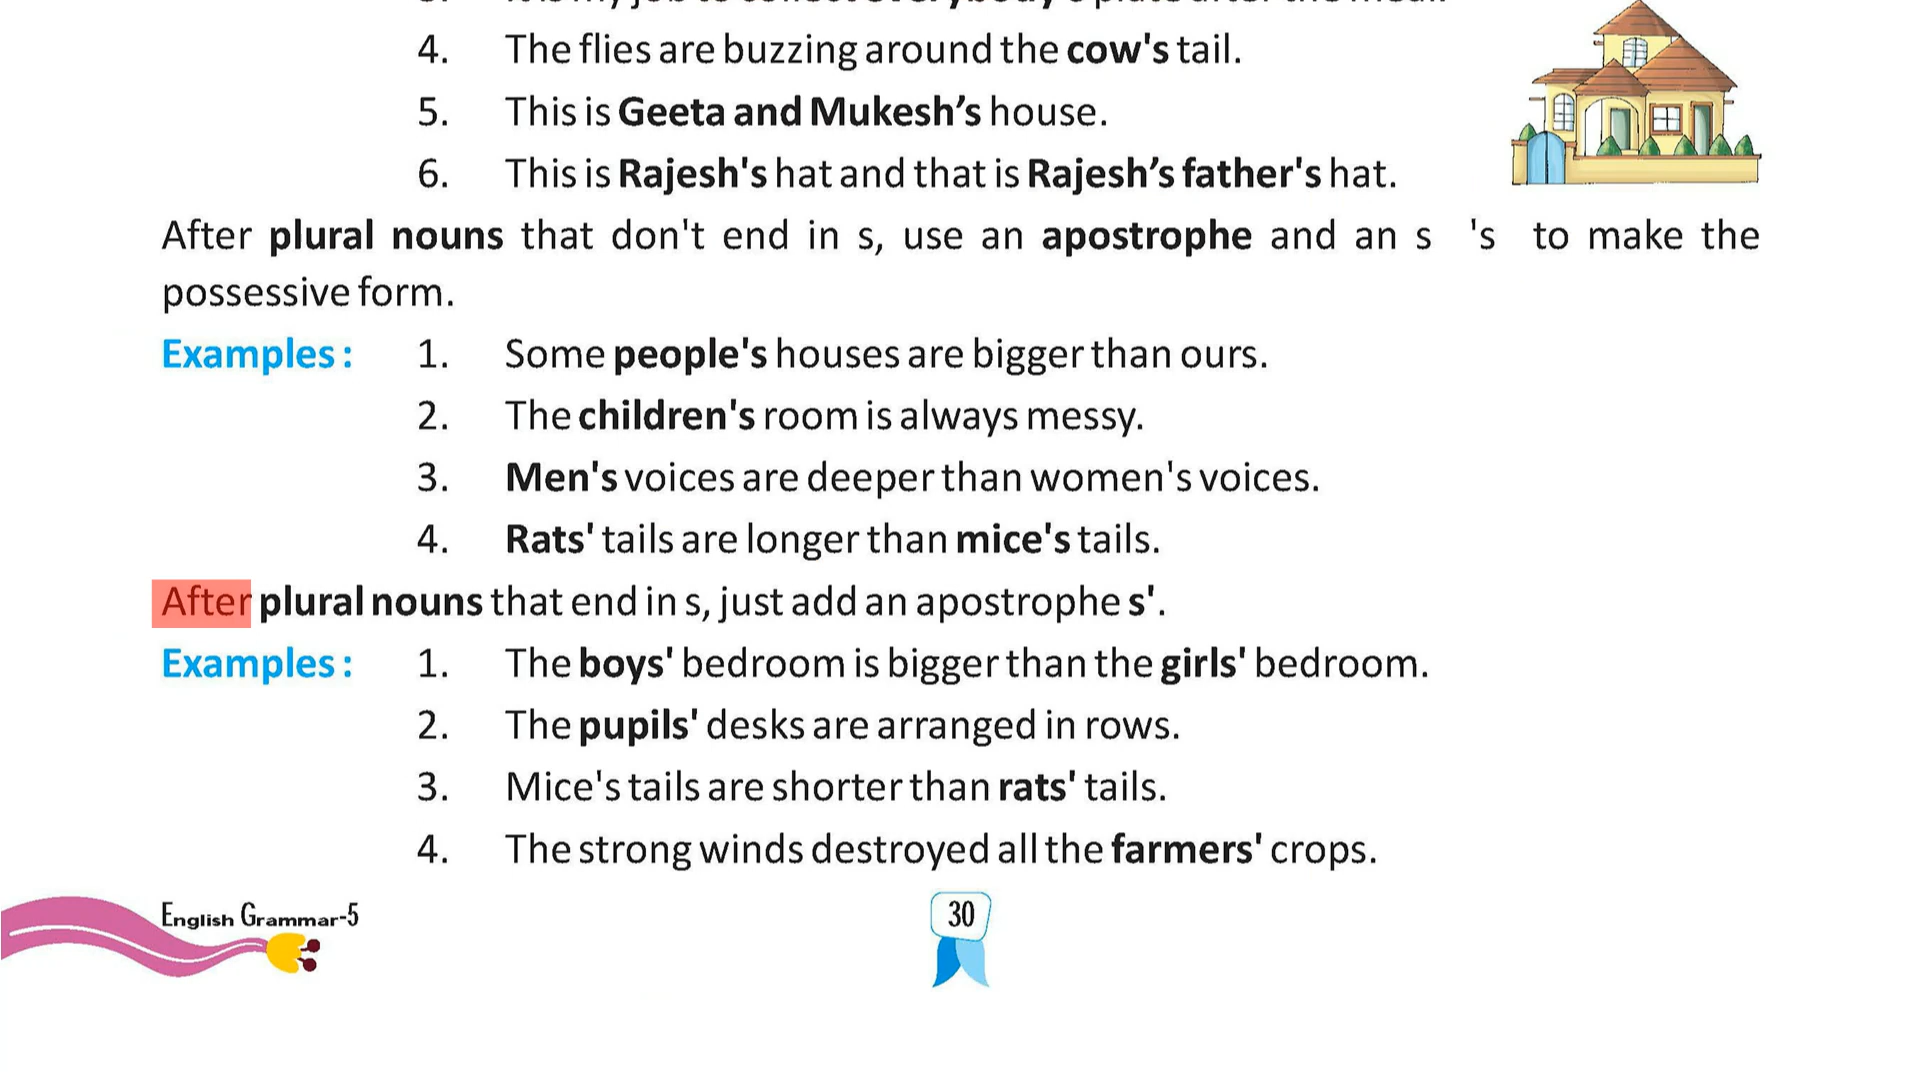 4. The flies are buzzing around the cow's tail.
5. This is Geeta and Mukesh’s house.
6. This is Rajesh's hat and that is Rajesh’s father's hat.
After plural nouns that don't end in s, use an apostrophe and an s 's to make the
possessive form.
Examples : 1. Some people's houses are bigger than ours.
2. The children's room is always messy.
3. Men's voices are deeper than women's voices.
4. Rats' tails are longer than mice's tails.
After plural nouns that end in s, just add an apostrophe s'.
Examples : 1. The boys' bedroom is bigger than the girls' bedroom.
2. The pupils' desks are arranged in rows.
3. Mice's tails are shorter than rats' tails.
4. The strong winds destroyed all the farmers' crops.
English Grammar-5
30